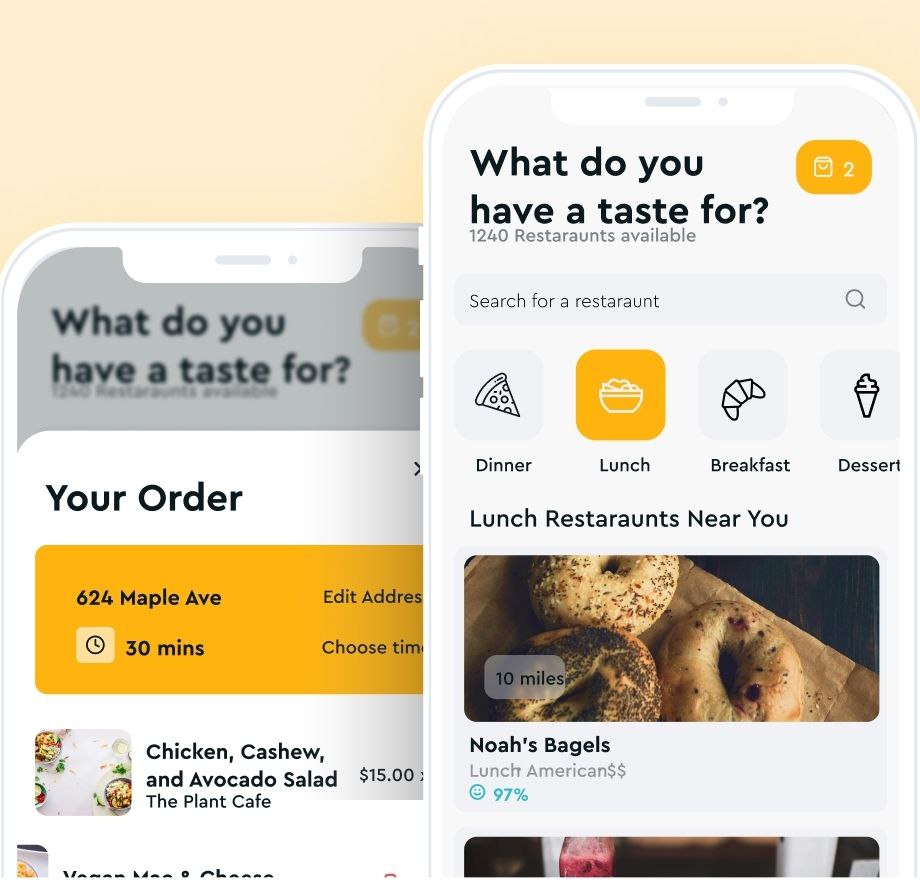 What do you
have a taste for?
1240 Restaraunts available
2
Your Order
624 Maple Ave
Edit Addres
30 mins
Choose time
Chicken, Cashew,
and Avocado Salad
The Plant Cafe
$15.00
Vegan Mac & Cheese
What do you
have a taste for?
2
1240 Restaraunts available
Search for a restaraunt
Dinner
Lunch
Breakfast
Dessert
Lunch Restaraunts Near You
10 miles
Noah's Bagels
Lunch American$$
97%